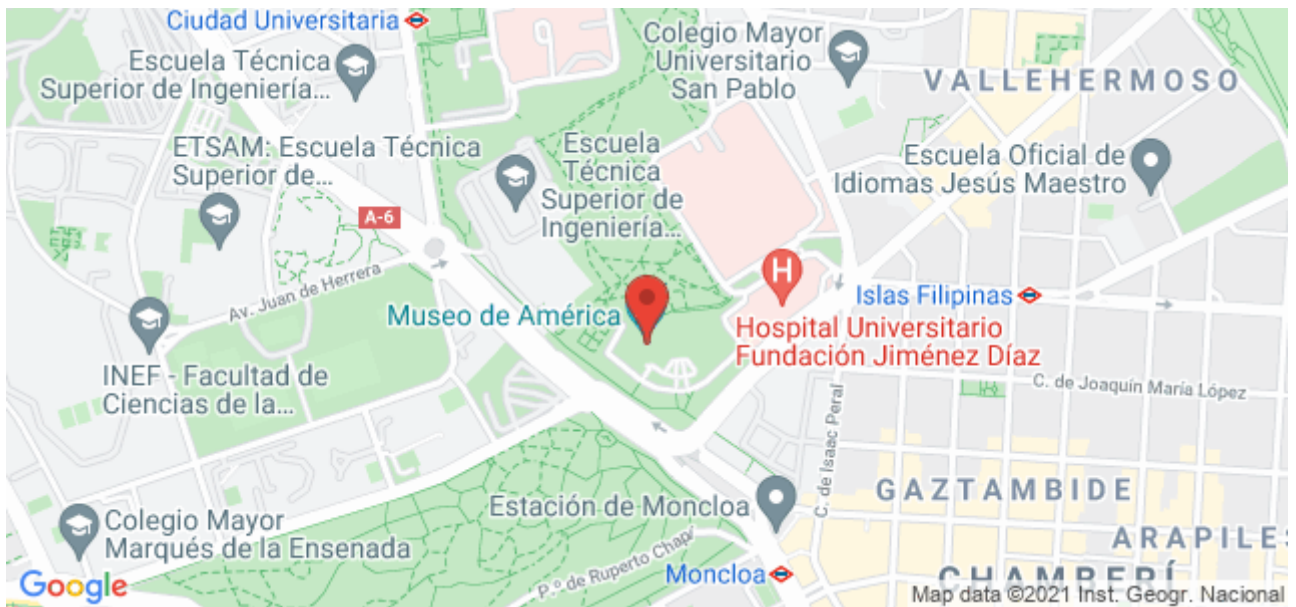 Ciudad Universitaria
Escuela Técnica
Superior de Ingeniería...
Colegio Mayor
Universitario
San Pablo
VALLEHERMOSO
ETSAM: Escuela Técnica
Superior de...
Escuela
Técnica
Superior de
Ingeniería...
Escuela Oficial de
Idiomas Jesús Maestro
A-6
Av. Juan de Herrera
Museo de América
H
Islas Filipinas
Hospital Universitario
Fundación Jiménez Díaz
INEF - Facultad de
Ciencias de la...
C. de Joaquín María López
C. de Isaac Peral
Estación de Moncloa
GAZTAMBIDE
Colegio Mayor
Marqués de la Ensenada
ARAPILES
P.º de Ruperto Chapí
Moncloa
CHAMBERÍ
Google
Map data ©2021 Inst. Geogr. Nacional